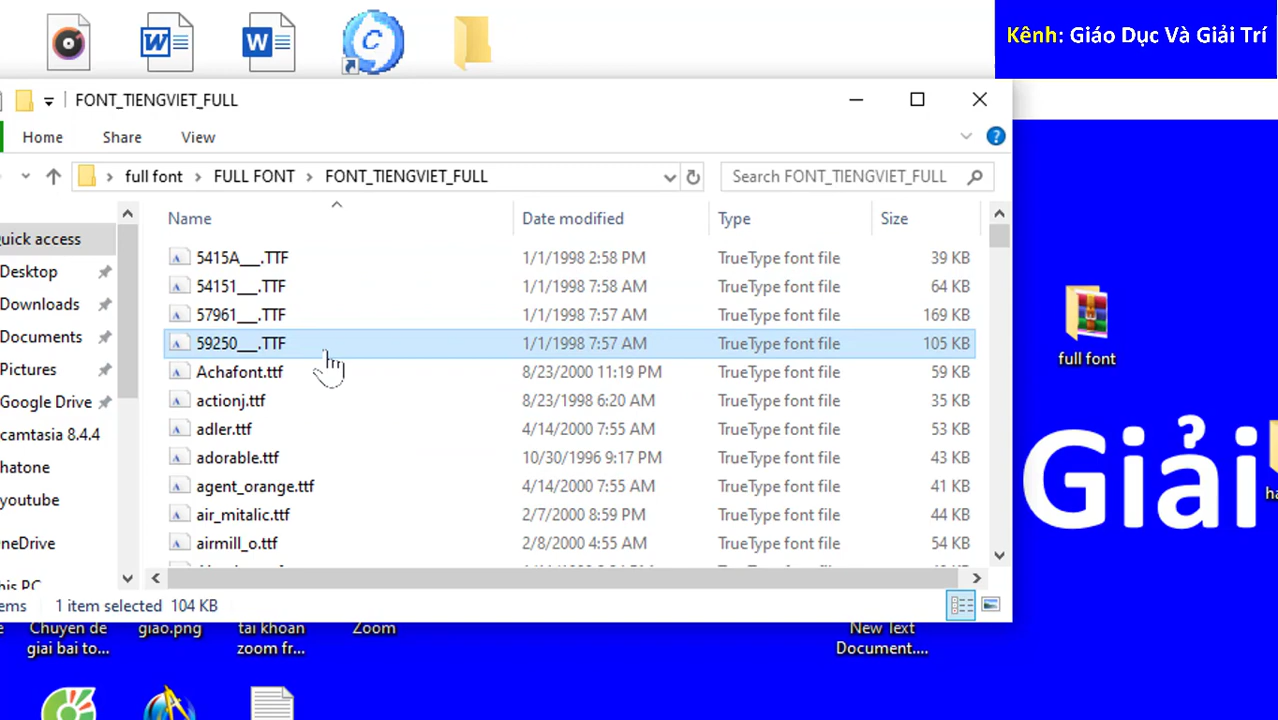 Kênh: Giáo Dục Và Giải Trí
FONT_TIENGVIET_FULL
Home Share View
full font FULL FONT FONT_TIENGVIET_FULL Search FONT_TIENGVIET_FULL
Name Date modified Type Size
5415A__.TTF 1/1/1998 2:58 PM TrueType font file 39 KB
54151__.TTF 1/1/1998 7:58 AM TrueType font file 64 KB
57961__.TTF 1/1/1998 7:57 AM TrueType font file 169 KB
59250__.TTF 1/1/1998 7:57 AM TrueType font file 105 KB
Achafont.ttf 8/23/2000 11:19 PM TrueType font file 59 KB
actionj.ttf 8/23/1998 6:20 AM TrueType font file 35 KB
adler.ttf 4/14/2000 7:55 AM TrueType font file 53 KB
adorable.ttf 10/30/1996 9:17 PM TrueType font file 43 KB
agent_orange.ttf 4/14/2000 7:55 AM TrueType font file 41 KB
air_mitalic.ttf 2/7/2000 8:59 PM TrueType font file 44 KB
airmill_o.ttf 2/8/2000 4:55 AM TrueType font file 54 KB
uick access
Desktop
Downloads
Documents
Pictures
Google Drive
camtasia 8.4.4
hatone
youtube
neDrive
his PC
ems 1 item selected 104 KB
full font
Giải
ha
Chuyen de
giai bai to...
giao.png
tai khoan
zoom fr...
Zoom
New Text
Document....